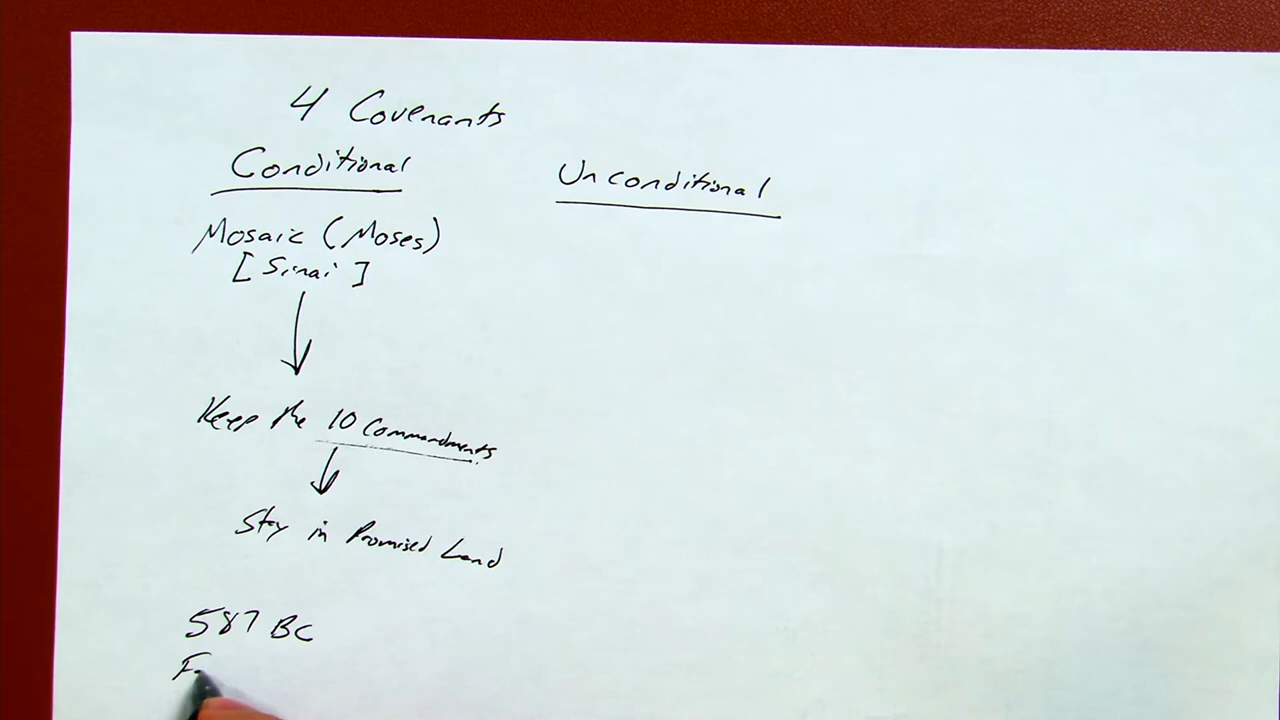 4 Covenants
Conditional
Unconditional
Mosaic (Moses)
[Sinai]
Keep the 10 Commandments
Stay in Promised Land
587 BC